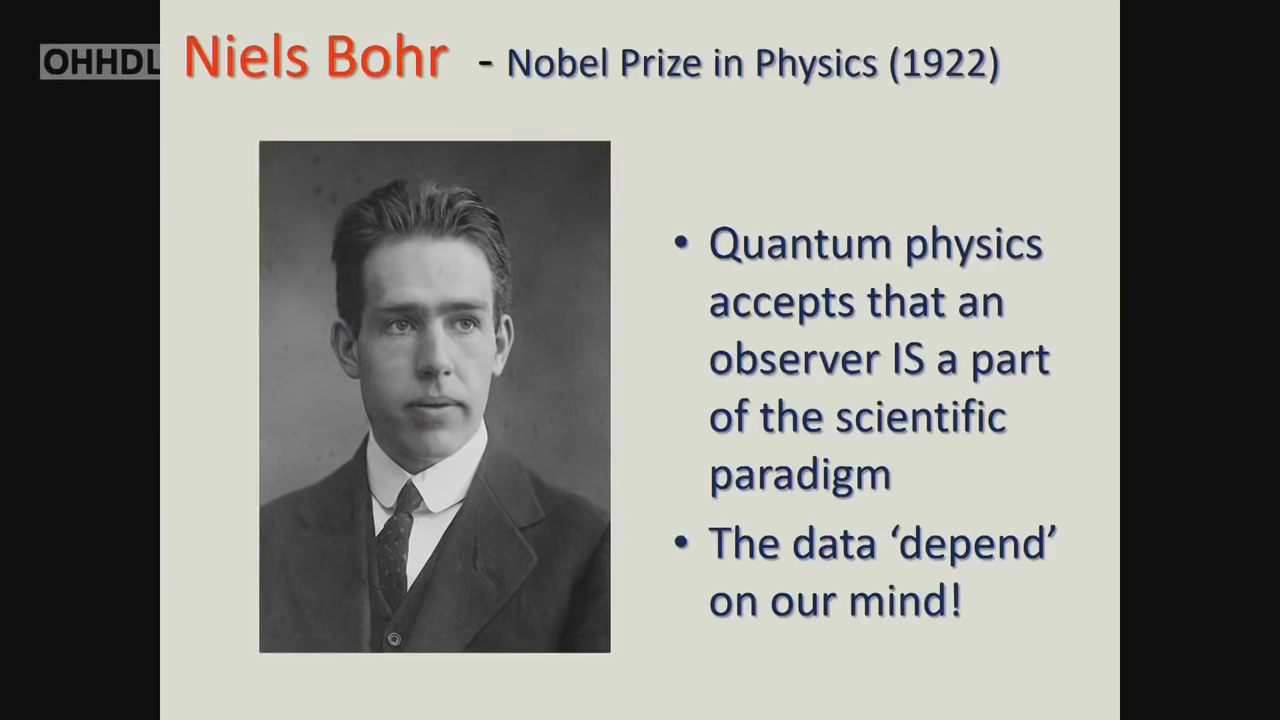 OHHDL
Niels Bohr - Nobel Prize in Physics (1922)
• Quantum physics
accepts that an
observer IS a part
of the scientific
paradigm
• The data ‘depend’
on our mind!